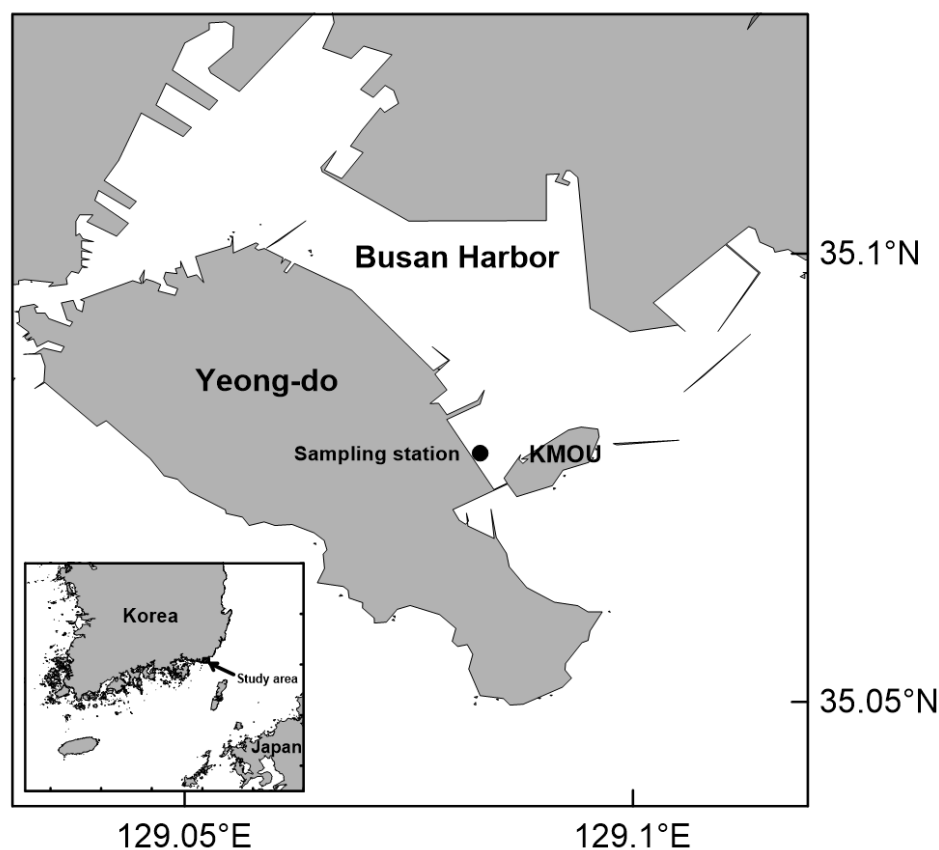 Busan Harbor
35.1°N
Yeong-do
Sampling station
KMOU
Korea
Study area
Japan
35.05°N
129.05°E
129.1°E